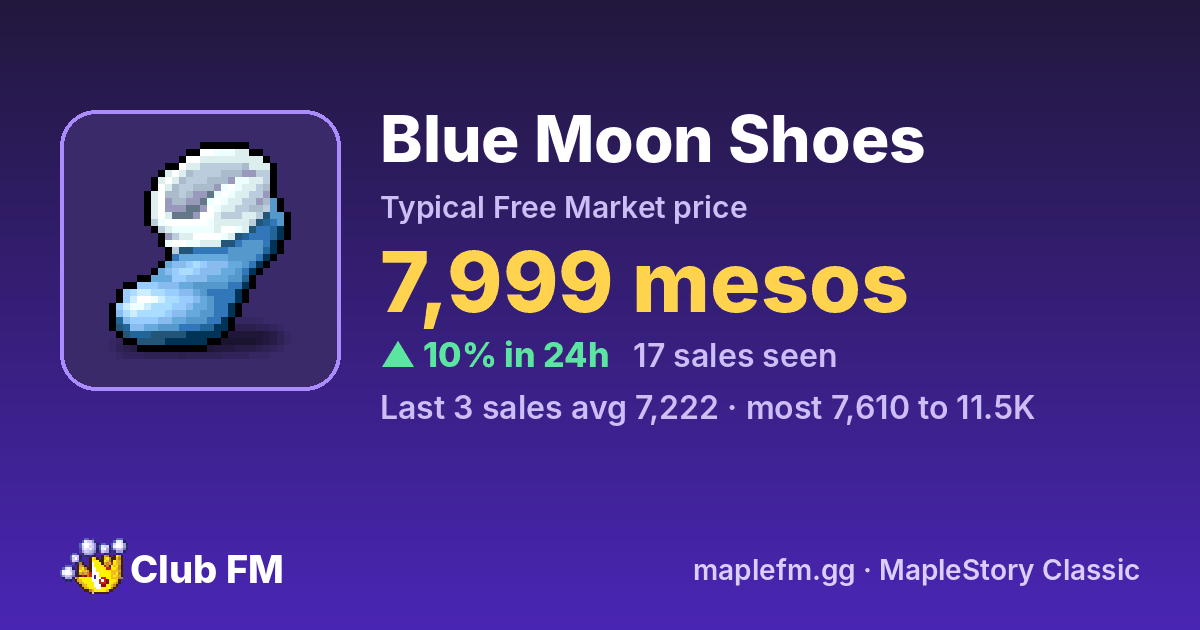 Blue Moon Shoes
Typical Free Market price
7,999 mesos
▲ 10% in 24h 17 sales seen
Last 3 sales avg 7,222 · most 7,610 to 11.5K
Club FM
maplefm.gg · MapleStory Classic